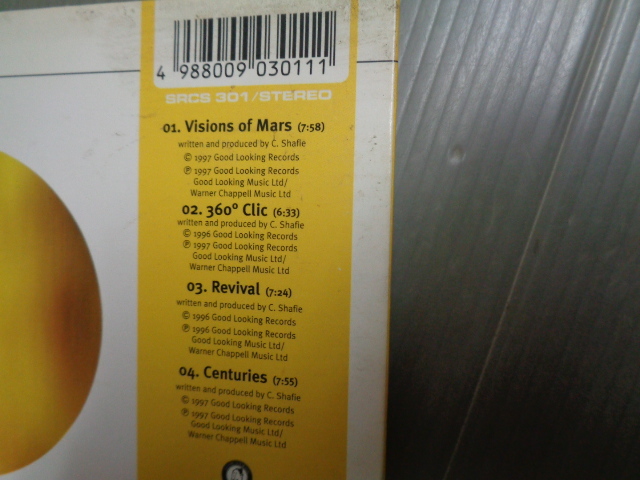 4 988009 030111
SRCS 301/STEREO
01. Visions of Mars (7:58)
written and produced by C. Shafie
© 1997 Good Looking Records
℗ 1997 Good Looking Records
Good Looking Music Ltd/
Warner Chappell Music Ltd
02. 360° Clic (6:33)
written and produced by C. Shafie
© 1996 Good Looking Records
℗ 1997 Good Looking Records
Good Looking Music Ltd/
Warner Chappell Music Ltd
03. Revival (7:24)
written and produced by C. Shafie
© 1996 Good Looking Records
℗ 1996 Good Looking Records
Good Looking Music Ltd/
Warner Chappell Music Ltd
04. Centuries (7:55)
written and produced by C. Shafie
© 1997 Good Looking Records
℗ 1997 Good Looking Records
Good Looking Music Ltd/
Warner Chappell Music Ltd